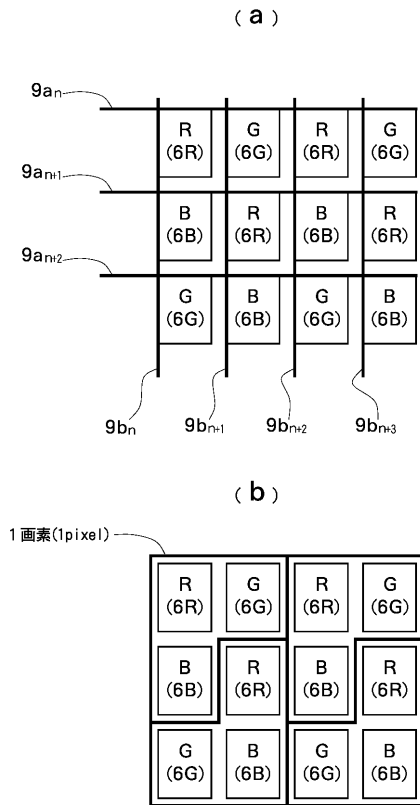 (a)
9an
R G R G
(6R) (6G) (6R) (6G)
9an+1
B R B R
(6B) (6R) (6B) (6R)
9an+2
G B G B
(6G) (6B) (6G) (6B)
9bn 9bn+1 9bn+2 9bn+3
(b)
1画素(1pixel)
R G R G
(6R) (6G) (6R) (6G)
B R B R
(6B) (6R) (6B) (6R)
G B G B
(6G) (6B) (6G) (6B)